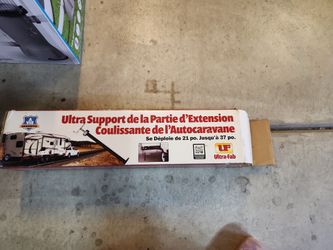 Ultra Support de la Partie d'Extension
Coulissante de l'Autocaravane
Se Déploie de 21 po. Jusqu'à 37 po.
UF
Ultra-Fab